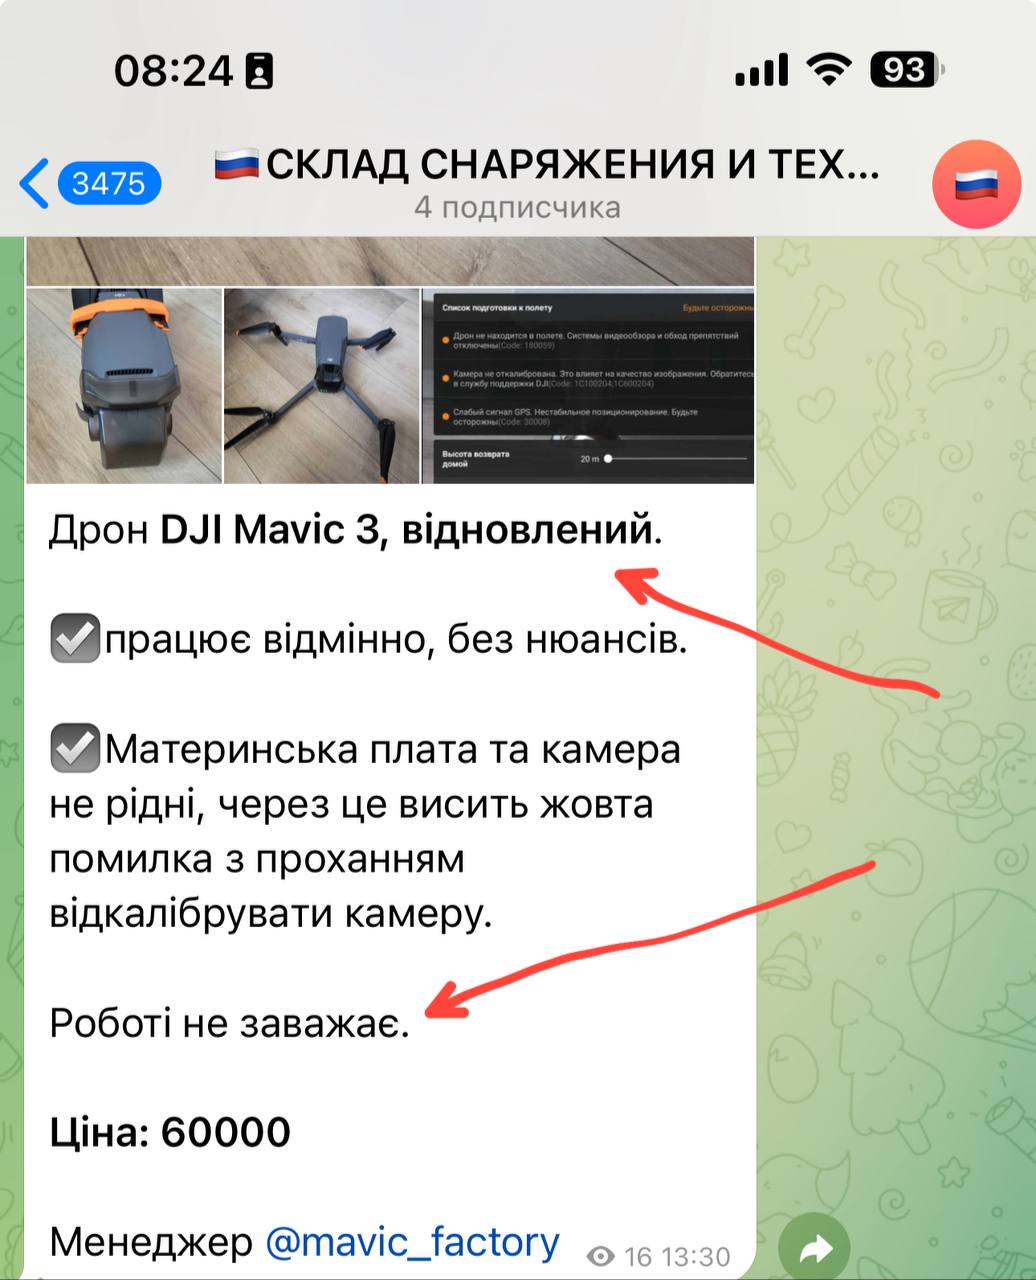 08:24
93
3475
СКЛАД СНАРЯЖЕНИЯ И ТЕХ...
4 подписчика
Список подготовки к полету
Будьте осторожны
Дрон не находится в полете. Системы видеообзора и обход препятствий
отключены(Code: 180059)
Камера не откалибрована. Это влияет на качество изображения. Обратитесь
в службу поддержки DJI(Code: 1C100204;1C600204)
Слабый сигнал GPS. Нестабильное позиционирование. Будьте
осторожны(Code: 30008)
Высота возврата
домой
20 m
Дрон DJI Mavic 3, відновлений.
працює відмінно, без нюансів.
Материнська плата та камера
не рідні, через це висить жовта
помилка з проханням
відкалібрувати камеру.
Роботі не заважає.
Ціна: 60000
Менеджер @mavic_factory
16 13:30